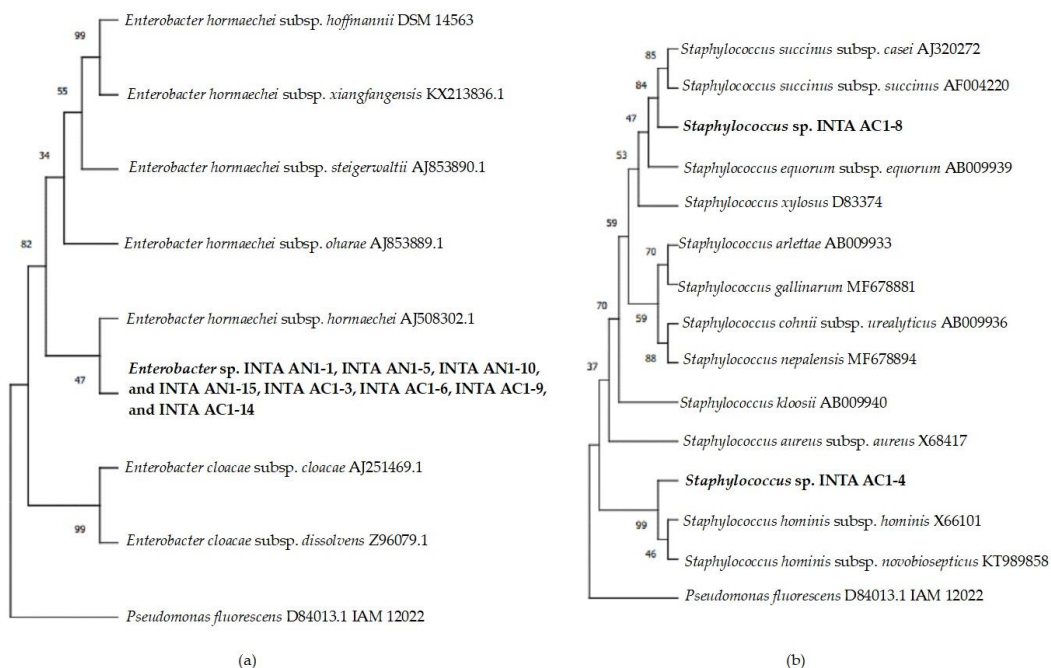 Enterobacter hormaechei subsp. hoffmannii DSM 14563
99
Enterobacter hormaechei subsp. xiangfangensis KX213836.1
55
Enterobacter hormaechei subsp. steigerwaltii AJ853890.1
34
Enterobacter hormaechei subsp. oharae AJ853889.1
82
Enterobacter hormaechei subsp. hormaechei AJ508302.1
Enterobacter sp. INTA AN1-1, INTA AN1-5, INTA AN1-10,
and INTA AN1-15, INTA AC1-3, INTA AC1-6, INTA AC1-9,
and INTA AC1-14
47
Enterobacter cloacae subsp. cloacae AJ251469.1
99
Enterobacter cloacae subsp. dissolvens Z96079.1
Pseudomonas fluorescens D84013.1 IAM 12022
(a)
Staphylococcus succinus subsp. casei AJ320272
85
Staphylococcus succinus subsp. succinus AF004220
84
Staphylococcus sp. INTA AC1-8
47
Staphylococcus equorum subsp. equorum AB009939
53
Staphylococcus xylosus D83374
59
Staphylococcus arlettae AB009933
70
Staphylococcus gallinarum MF678881
70
Staphylococcus cohnii subsp. urealyticus AB009936
59
Staphylococcus nepalensis MF678894
88
37
Staphylococcus kloosii AB009940
Staphylococcus aureus subsp. aureus X68417
Staphylococcus sp. INTA AC1-4
Staphylococcus hominis subsp. hominis X66101
99
46
Staphylococcus hominis subsp. novobiosepticus KT989858
Pseudomonas fluorescens D84013.1 IAM 12022
(b)